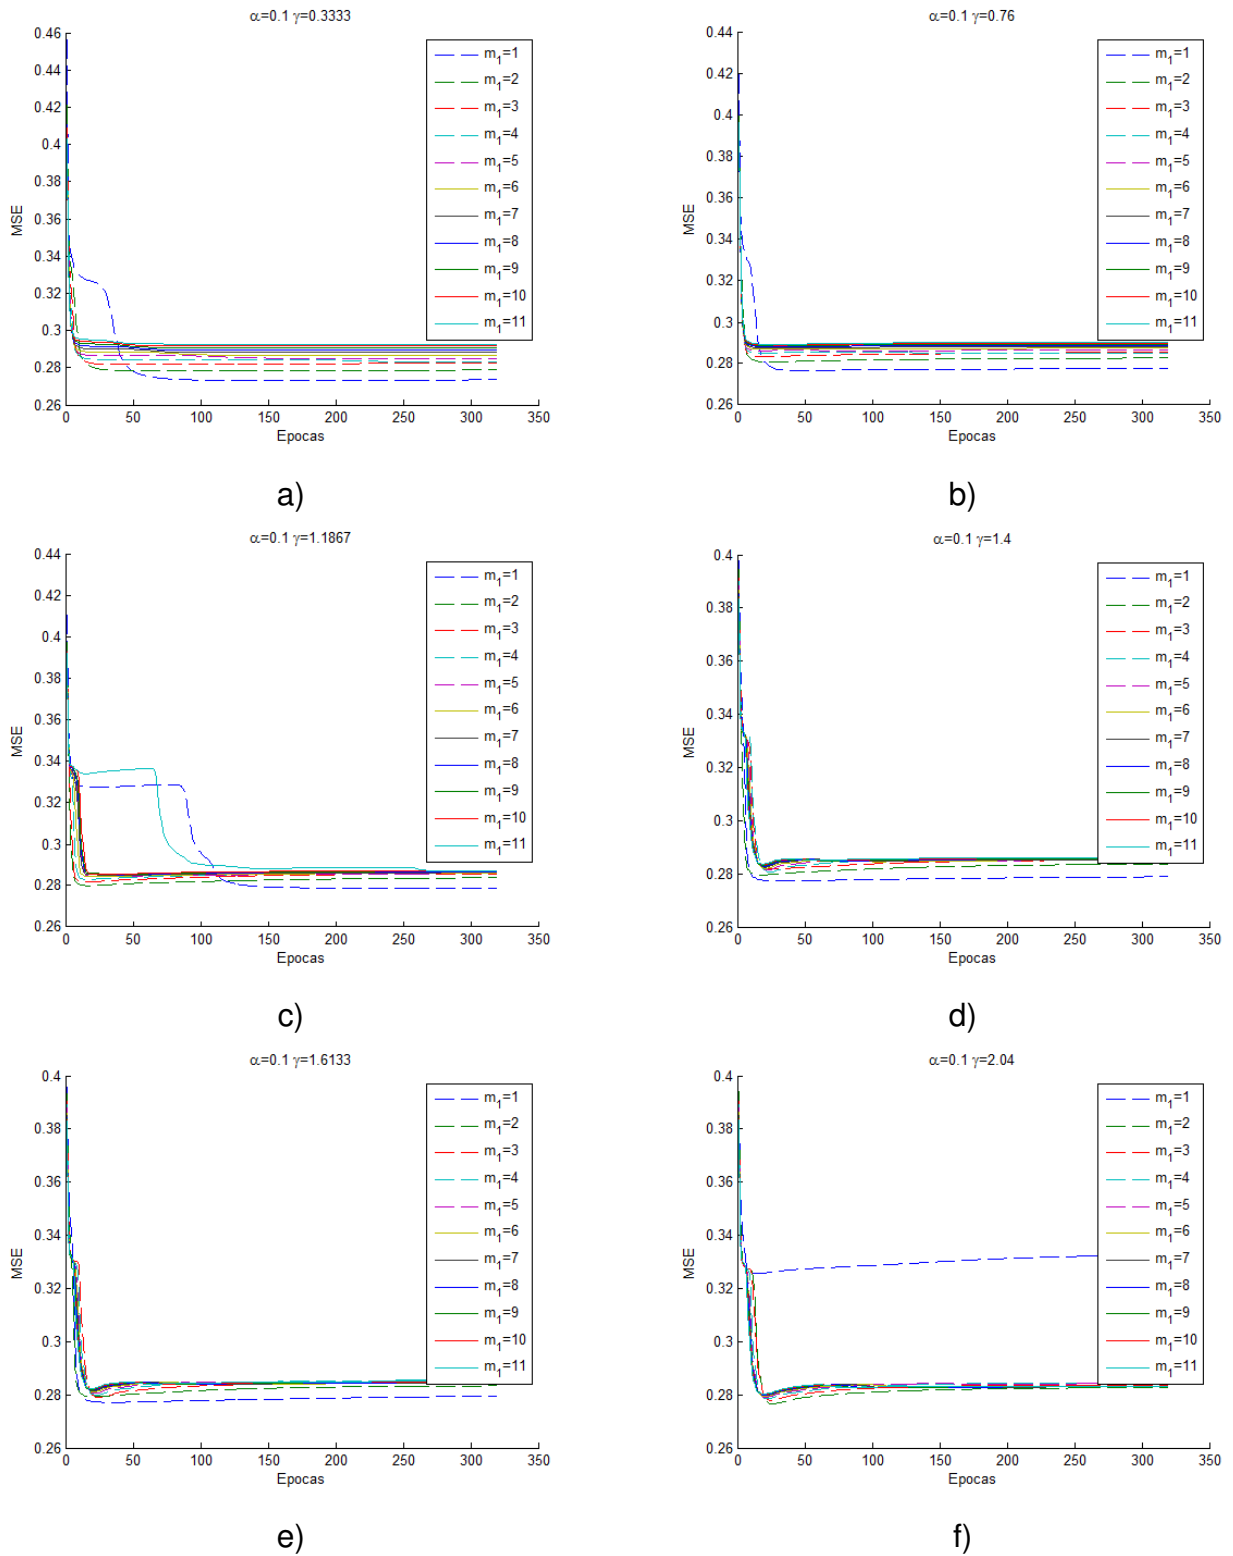 α=0.1 γ=0.3333
0.46
0.44
0.42
0.4
0.38
0.36
0.34
0.32
0.3
0.28
0.26
MSE
0 50 100 150 200 250 300 350
Epocas
m1=1
m1=2
m1=3
m1=4
m1=5
m1=6
m1=7
m1=8
m1=9
m1=10
m1=11
a)
α=0.1 γ=0.76
0.44
0.42
0.4
0.38
0.36
0.34
0.32
0.3
0.28
0.26
MSE
0 50 100 150 200 250 300 350
Epocas
m1=1
m1=2
m1=3
m1=4
m1=5
m1=6
m1=7
m1=8
m1=9
m1=10
m1=11
b)
α=0.1 γ=1.1867
0.44
0.42
0.4
0.38
0.36
0.34
0.32
0.3
0.28
0.26
MSE
0 50 100 150 200 250 300 350
Epocas
m1=1
m1=2
m1=3
m1=4
m1=5
m1=6
m1=7
m1=8
m1=9
m1=10
m1=11
c)
α=0.1 γ=1.4
0.4
0.38
0.36
0.34
0.32
0.3
0.28
0.26
MSE
0 50 100 150 200 250 300 350
Epocas
m1=1
m1=2
m1=3
m1=4
m1=5
m1=6
m1=7
m1=8
m1=9
m1=10
m1=11
d)
α=0.1 γ=1.6133
0.4
0.38
0.36
0.34
0.32
0.3
0.28
0.26
MSE
0 50 100 150 200 250 300 350
Epocas
m1=1
m1=2
m1=3
m1=4
m1=5
m1=6
m1=7
m1=8
m1=9
m1=10
m1=11
e)
α=0.1 γ=2.04
0.4
0.38
0.36
0.34
0.32
0.3
0.28
0.26
MSE
0 50 100 150 200 250 300 350
Epocas
m1=1
m1=2
m1=3
m1=4
m1=5
m1=6
m1=7
m1=8
m1=9
m1=10
m1=11
f)